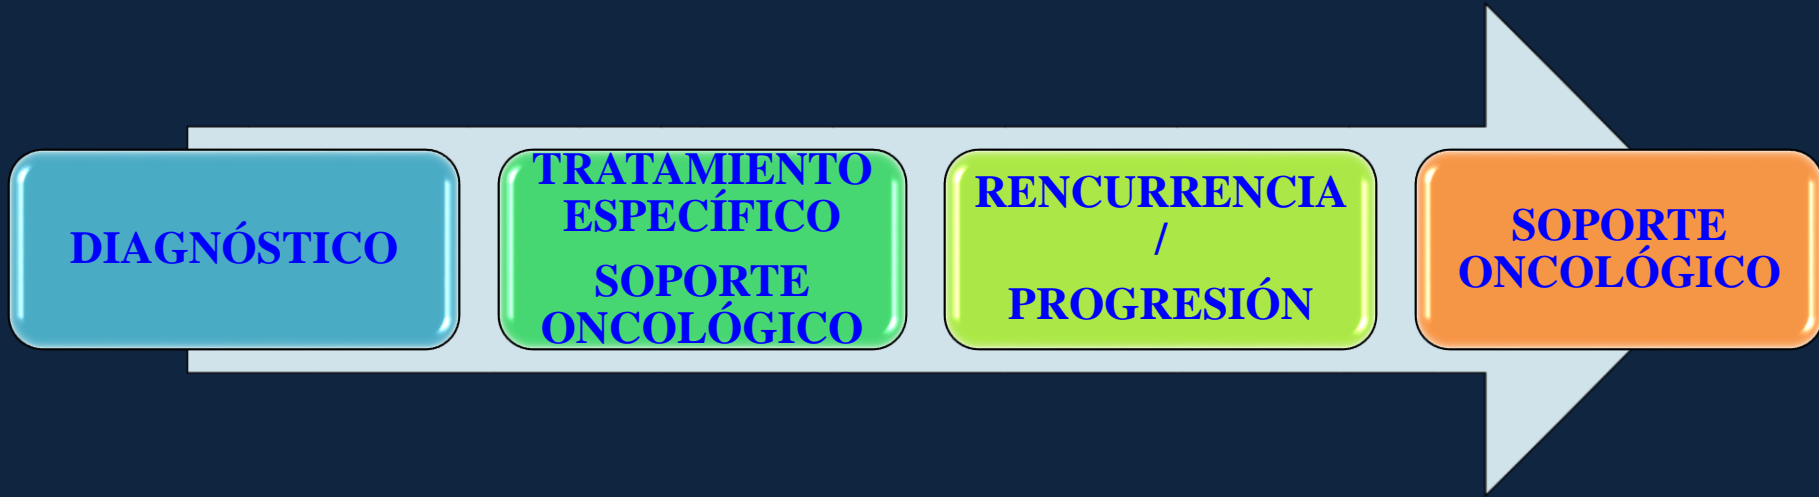 DIAGNÓSTICO
TRATAMIENTO
ESPECÍFICO
SOPORTE
ONCOLÓGICO
RENCURRENCIA
/
PROGRESIÓN
SOPORTE
ONCOLÓGICO